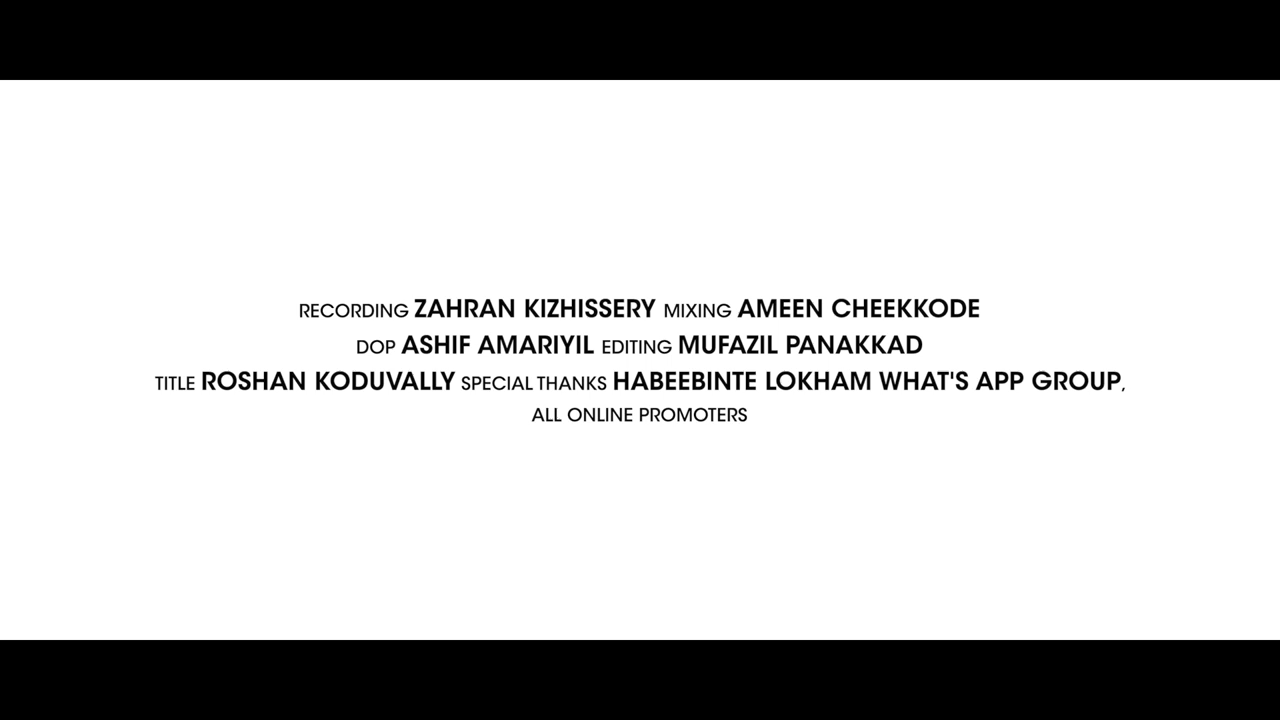 RECORDING ZAHRAN KIZHISSERY MIXING AMEEN CHEEKKODE
DOP ASHIF AMARIYIL EDITING MUFAZIL PANAKKAD
TITLE ROSHAN KODUVALLY SPECIAL THANKS HABEEBINTE LOKHAM WHAT'S APP GROUP,
ALL ONLINE PROMOTERS